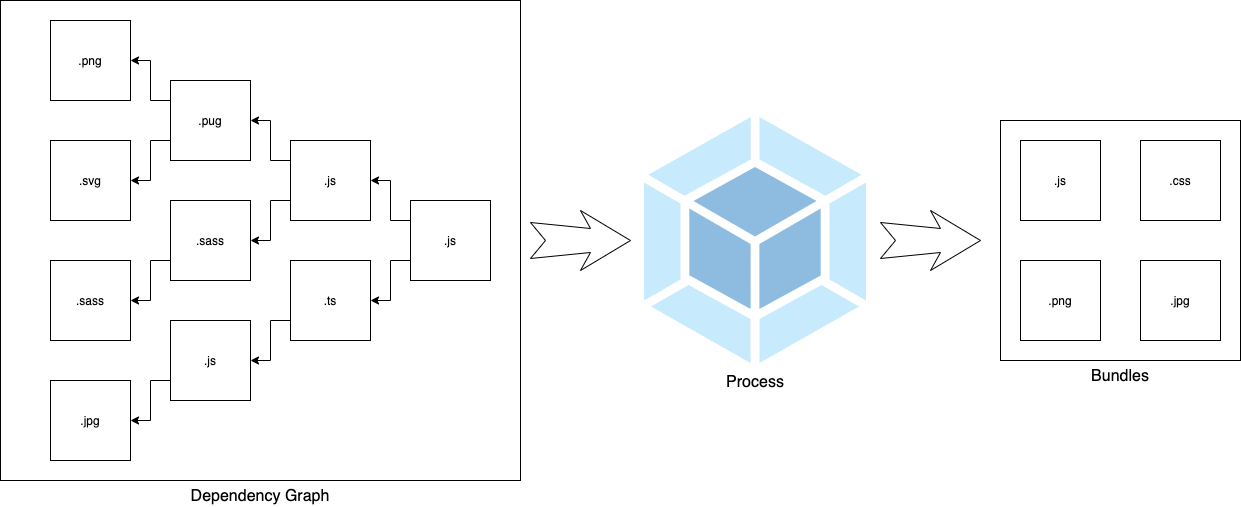 .png
.pug
.svg
.js
.sass
.js
.sass
.ts
.js
.jpg
Dependency Graph
Process
.js
.css
.png
.jpg
Bundles